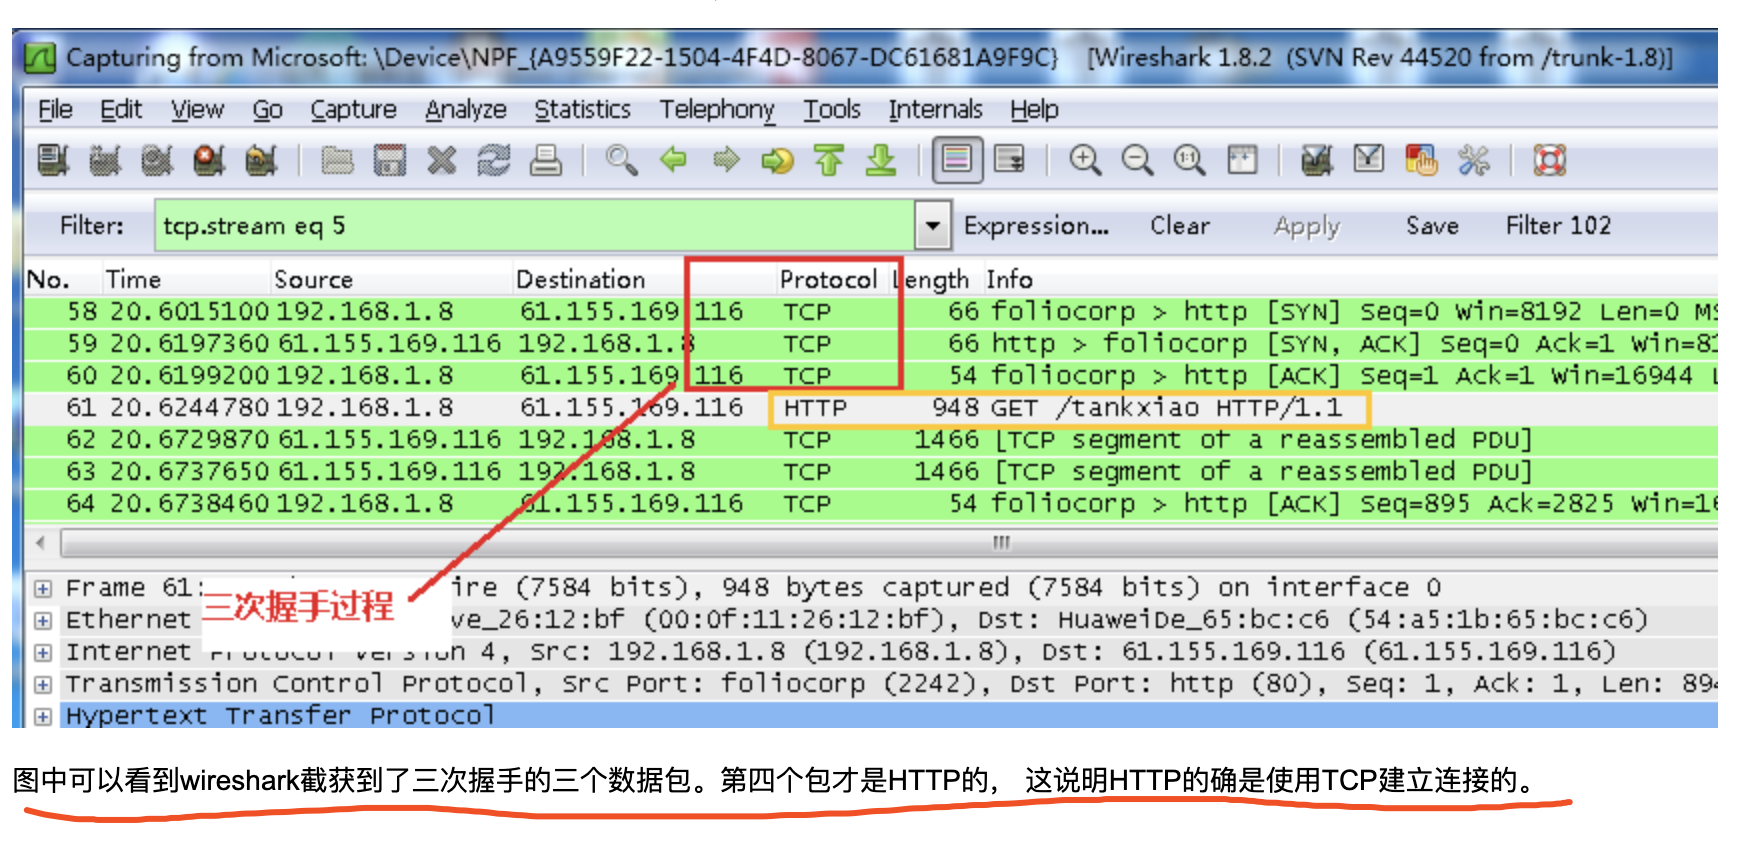 Capturing from Microsoft: \Device\NPF_{A9559F22-1504-4F4D-8067-DC61681A9F9C} [Wireshark 1.8.2 (SVN Rev 44520 from /trunk-1.8)]
File Edit View Go Capture Analyze Statistics Telephony Tools Internals Help
Filter: tcp.stream eq 5 Expression... Clear Apply Save Filter 102
No. Time Source Destination Protocol Length Info
58 20.6015100 192.168.1.8 61.155.169.116 TCP 66 foliocorp > http [SYN] Seq=0 Win=8192 Len=0 MS
59 20.6197360 61.155.169.116 192.168.1.8 TCP 66 http > foliocorp [SYN, ACK] Seq=0 Ack=1 Win=81
60 20.6199200 192.168.1.8 61.155.169.116 TCP 54 foliocorp > http [ACK] Seq=1 Ack=1 Win=16944 L
61 20.6244780 192.168.1.8 61.155.169.116 HTTP 948 GET /tankxiao HTTP/1.1
62 20.6729870 61.155.169.116 192.168.1.8 TCP 1466 [TCP segment of a reassembled PDU]
63 20.6737650 61.155.169.116 192.168.1.8 TCP 1466 [TCP segment of a reassembled PDU]
64 20.6738460 192.168.1.8 61.155.169.116 TCP 54 foliocorp > http [ACK] Seq=895 Ack=2825 Win=16
Frame 61: ire (7584 bits), 948 bytes captured (7584 bits) on interface 0
三次握手过程
Ethernet ve_26:12:bf (00:0f:11:26:12:bf), Dst: HuaweiDe_65:bc:c6 (54:a5:1b:65:bc:c6)
Internet Protocol Version 4, Src: 192.168.1.8 (192.168.1.8), Dst: 61.155.169.116 (61.155.169.116)
Transmission Control Protocol, Src Port: foliocorp (2242), Dst Port: http (80), Seq: 1, Ack: 1, Len: 894
Hypertext Transfer Protocol
图中可以看到wireshark截获到了三次握手的三个数据包。第四个包才是HTTP的， 这说明HTTP的确是使用TCP建立连接的。